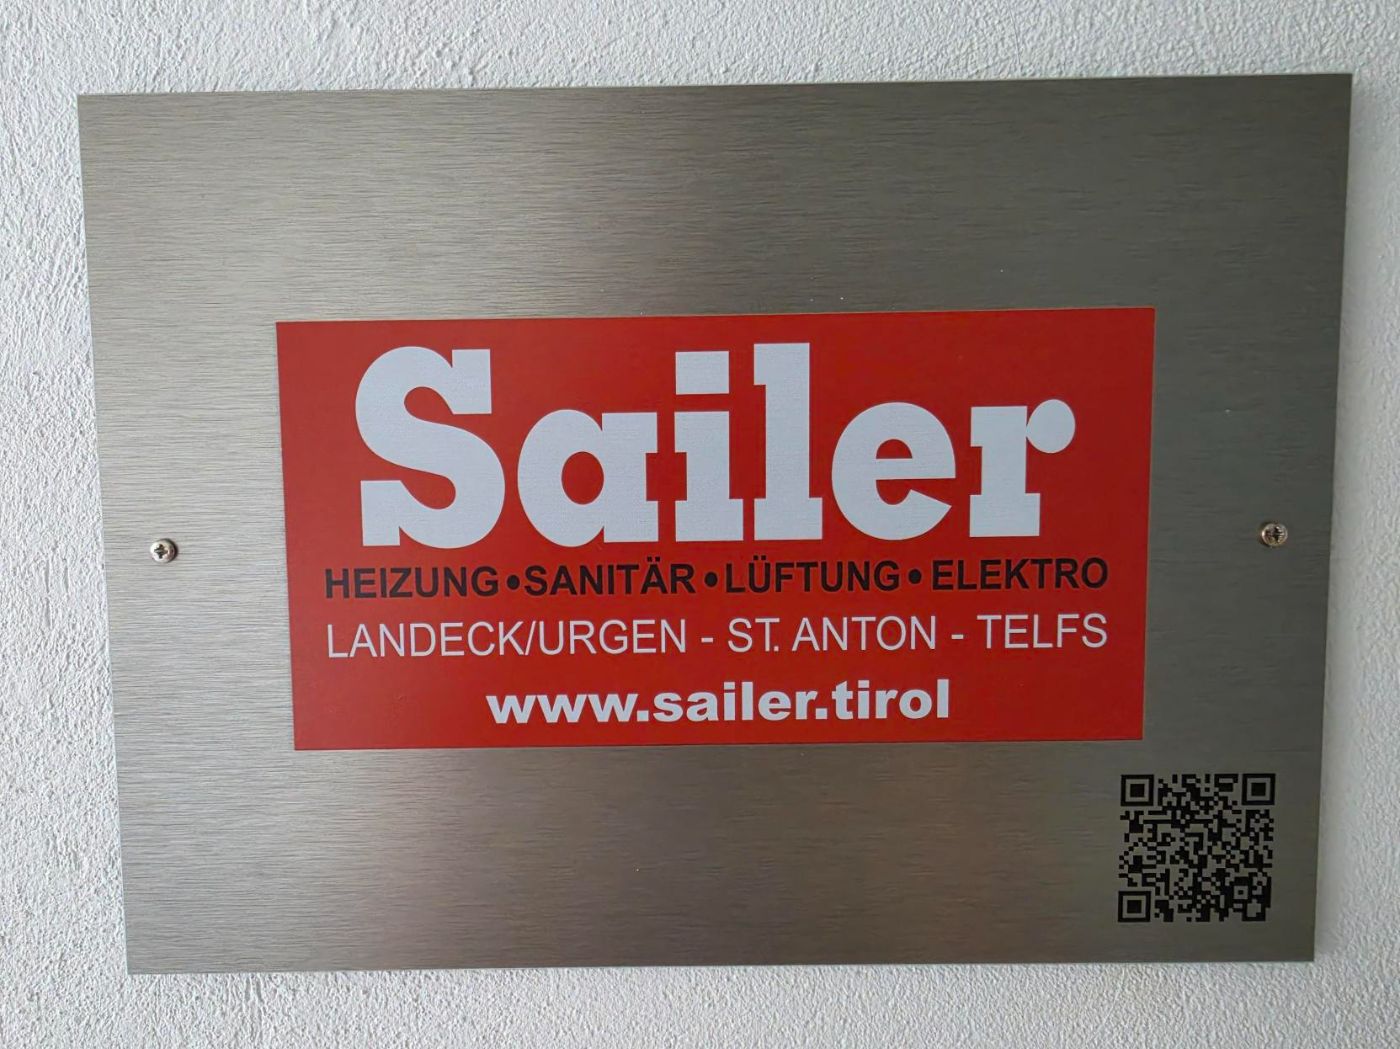 Sailer
HEIZUNG•SANITÄR•LÜFTUNG•ELEKTRO
LANDECK/URGEN - ST. ANTON - TELFS
www.sailer.tirol